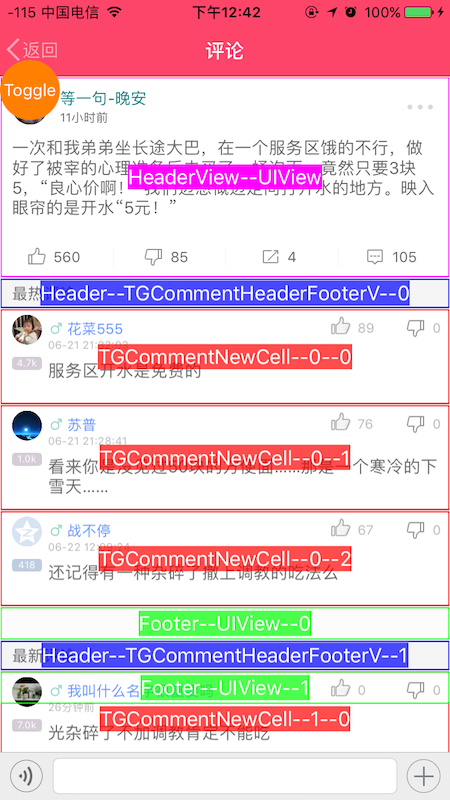 -115 中国电信 下午12:42 100%
返回 评论
Toggle
等一句-晚安
11小时前
一次和我弟弟坐长途大巴，在一个服务区饿的不行，做
好了被宰的心理 竟然只要3块
5，“良心价啊！ 开水的地方。映入
眼帘的是开水“5元！”
HeaderView--UIView
560 85 4 105
最热
Header--TGCommentHeaderFooterV--0
花菜555 89 0
4.7k
06-21 21:
TGCommentNewCell--0--0
服务区开水是免费的
苏普 76 0
06-21 21:28:41
1.0k
TGCommentNewCell--0--1
看来你是没见过50块的方便面……那是一个寒冷的下
雪天……
战不停 67 0
06-22 12:
418
TGCommentNewCell--0--2
还记得有一种杂碎了撒上调教的吃法么
Footer--UIView--0
最新
Header--TGCommentHeaderFooterV--1
我叫什么名 0 0
Footer--UIView--1
26分钟前
7.0k
TGCommentNewCell--1--0
光杂碎了不加调教肯定不能吃